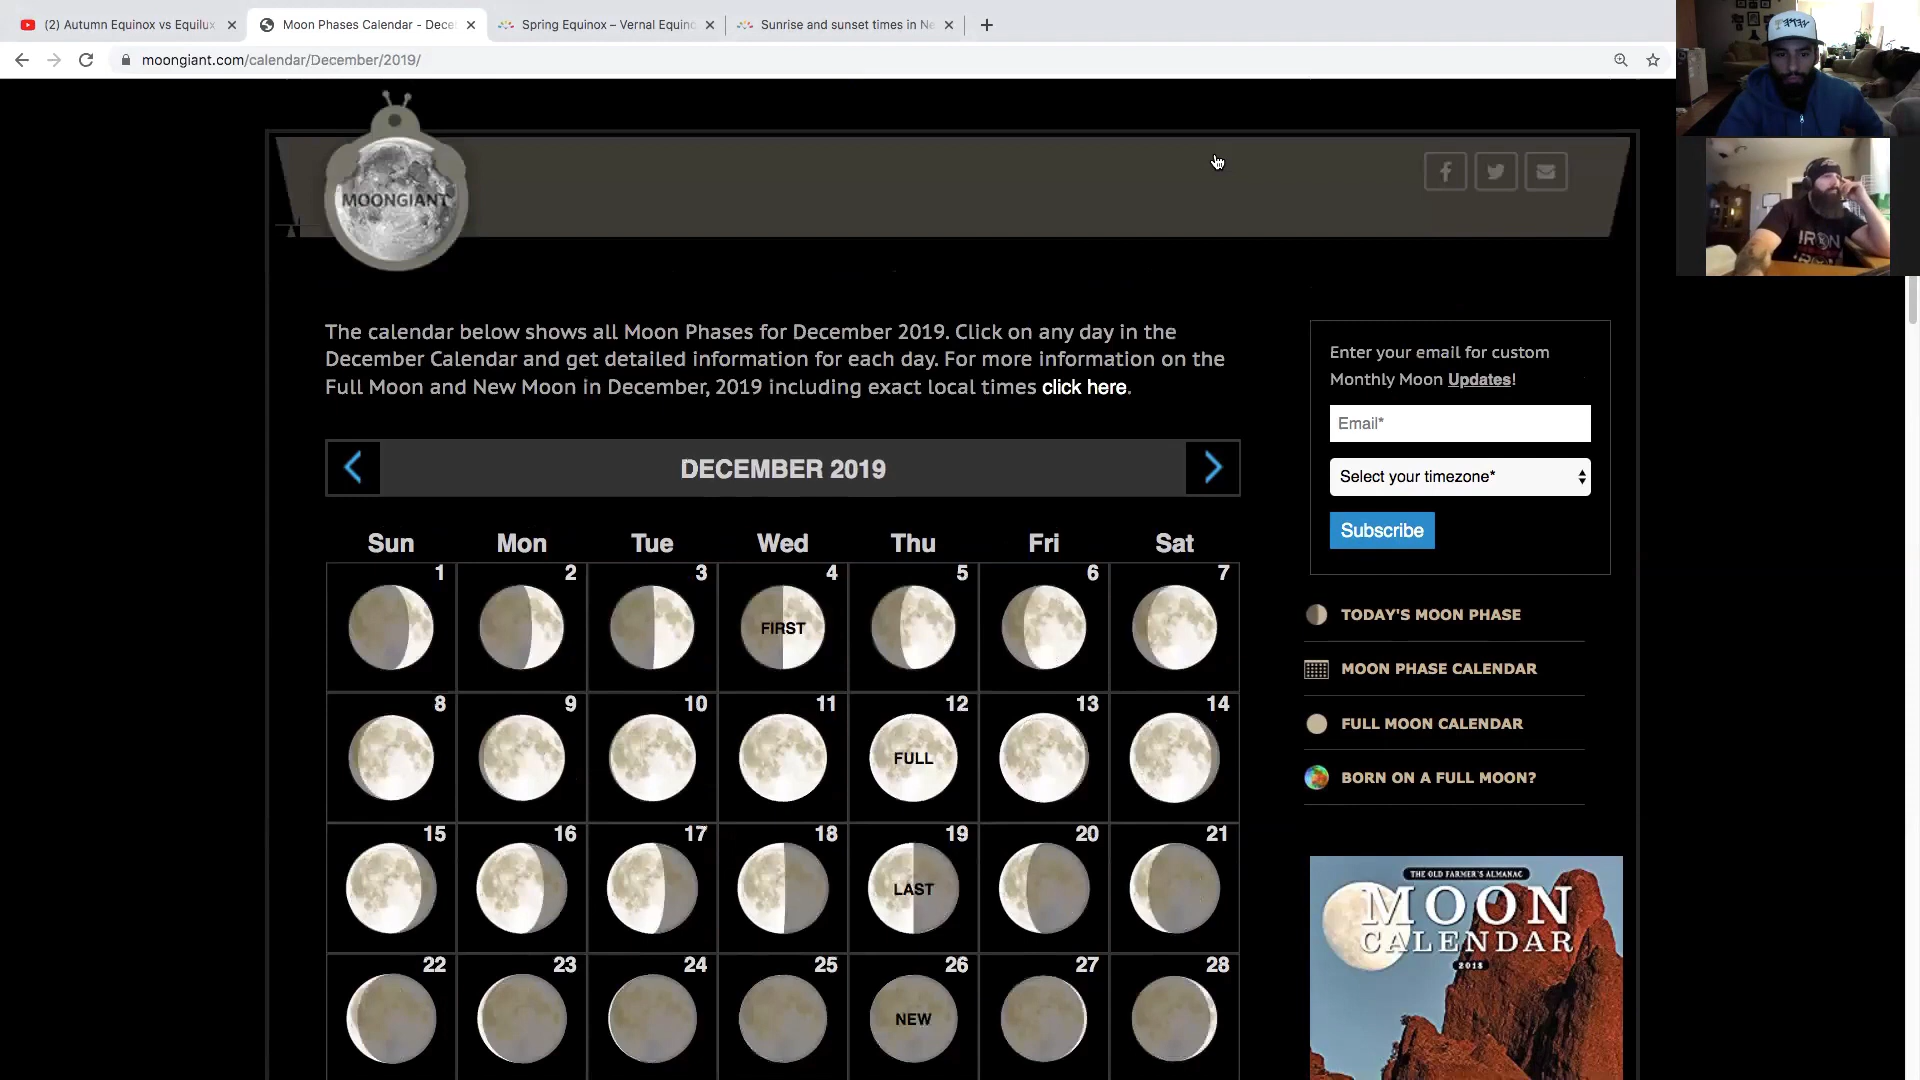 (2) Autumn Equinox vs Equilux
Moon Phases Calendar - Dece
Spring Equinox – Vernal Equin
Sunrise and sunset times in Ne
moongiant.com/calendar/December/2019/
MOONGIANT
The calendar below shows all Moon Phases for December 2019. Click on any day in the
December Calendar and get detailed information for each day. For more information on the
Full Moon and New Moon in December, 2019 including exact local times click here.
Enter your email for custom
Monthly Moon Updates!
Email*
Select your timezone*
Subscribe
DECEMBER 2019
Sun Mon Tue Wed Thu Fri Sat
1 2 3 4 5 6 7
FIRST
8 9 10 11 12 13 14
FULL
15 16 17 18 19 20 21
LAST
22 23 24 25 26 27 28
NEW
TODAY'S MOON PHASE
MOON PHASE CALENDAR
FULL MOON CALENDAR
BORN ON A FULL MOON?
THE OLD FARMER'S ALMANAC
MOON
CALENDAR
2018
IRON